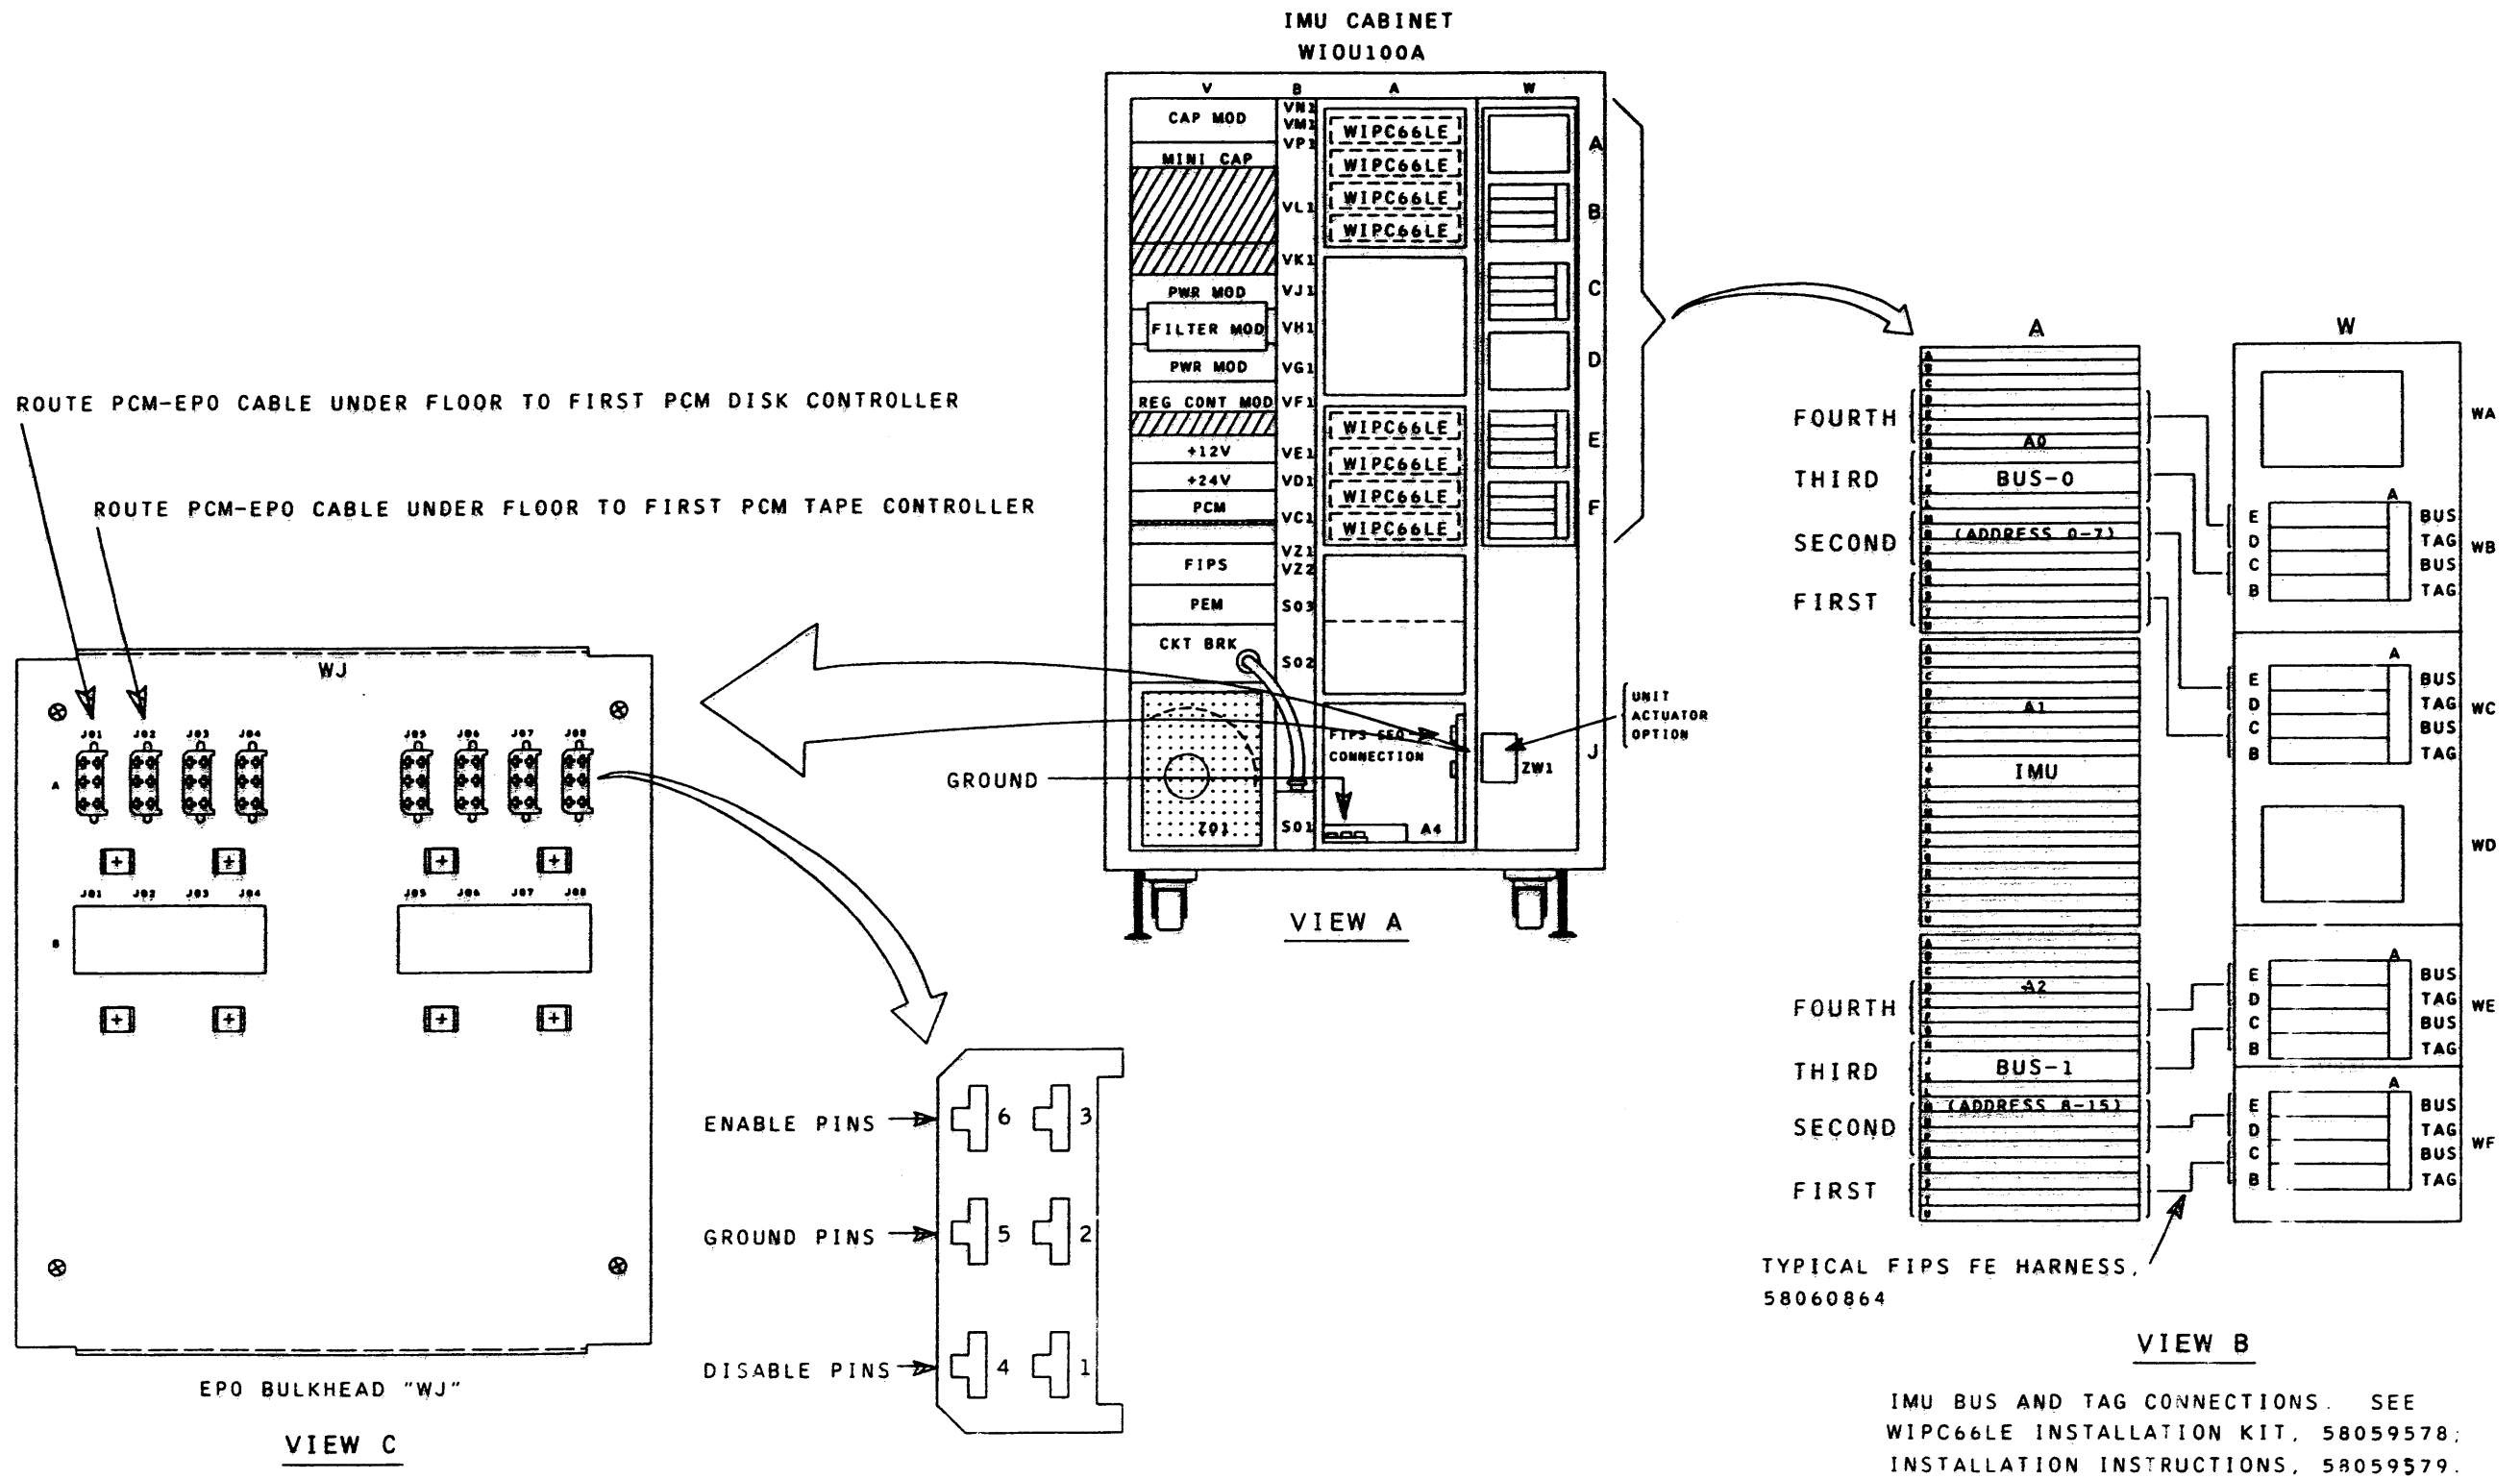 IMU CABINET
WIOU100A
V B A W
CAP MOD
MINI CAP
PWR MOD
FILTER MOD
PWR MOD
REG CONT MOD
+12V
+24V
PCM
FIPS
PEM
CKT BRK
Z01
VN1
VM1
VP1
VL1
VK1
VJ1
VH1
VG1
VF1
VE1
VD1
VC1
VZ1
VZ2
S03
S02
S01
WIPC66LE
WIPC66LE
WIPC66LE
WIPC66LE
WIPC66LE
WIPC66LE
WIPC66LE
WIPC66LE
FIPS SEQ
CONNECTION
A4
A
B
C
D
E
F
J
ZW1
UNIT
ACTUATOR
OPTION
GROUND
VIEW A
ROUTE PCM-EPO CABLE UNDER FLOOR TO FIRST PCM DISK CONTROLLER
ROUTE PCM-EPO CABLE UNDER FLOOR TO FIRST PCM TAPE CONTROLLER
WJ
J01 J02 J03 J04 J05 J06 J07 J08
A
J01 J02 J03 J04 J05 J06 J07 J08
B
EPO BULKHEAD "WJ"
VIEW C
ENABLE PINS 6 3
GROUND PINS 5 2
DISABLE PINS 4 1
A W
FOURTH
THIRD
SECOND
FIRST
A0
BUS-0
(ADDRESS 0-7)
A1
IMU
FOURTH
THIRD
SECOND
FIRST
A2
BUS-1
(ADDRESS 8-15)
WA
A
E BUS
D TAG
C BUS
B TAG
WB
A
E BUS
D TAG
C BUS
B TAG
WC
WD
A
E BUS
D TAG
C BUS
B TAG
WE
A
E BUS
D TAG
C BUS
B TAG
WF
TYPICAL FIPS FE HARNESS,
58060864
VIEW B
IMU BUS AND TAG CONNECTIONS. SEE
WIPC66LE INSTALLATION KIT, 58059578;
INSTALLATION INSTRUCTIONS, 58059579.